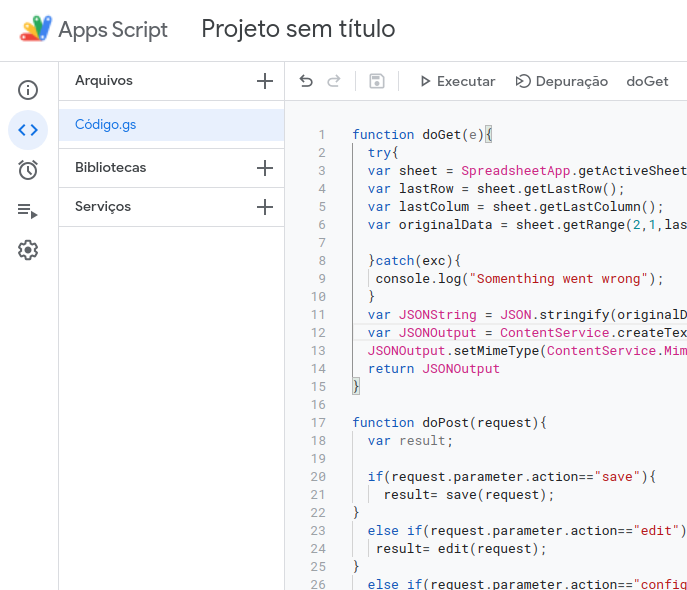 Apps Script Projeto sem título
Arquivos
Executar Depuração doGet
Código.gs
Bibliotecas
Serviços
1 function doGet(e){
2 try{
3 var sheet = SpreadsheetApp.getActiveSheet
4 var lastRow = sheet.getLastRow();
5 var lastColum = sheet.getLastColumn();
6 var originalData = sheet.getRange(2,1,las
7
8 }catch(exc){
9 console.log("Somenthing went wrong");
10 }
11 var JSONString = JSON.stringify(originalD
12 var JSONOutput = ContentService.createTex
13 JSONOutput.setMimeType(ContentService.Mim
14 return JSONOutput
15 }
16
17 function doPost(request){
18 var result;
19
20 if(request.parameter.action=="save"){
21 result= save(request);
22 }
23 else if(request.parameter.action=="edit")
24 result= edit(request);
25 }
26 else if(request.parameter.action=="config